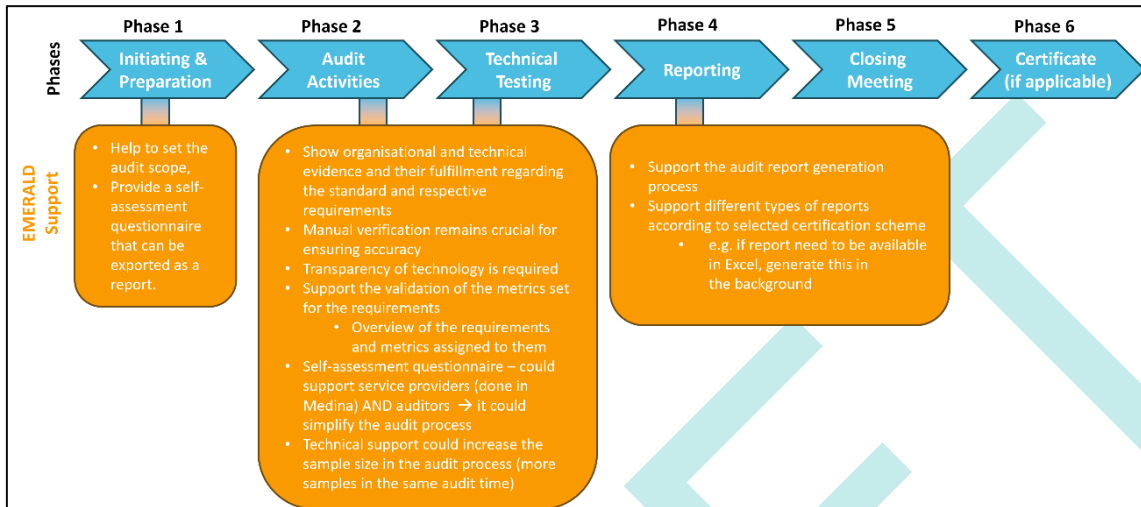 Phase 1
Phase 2
Phase 3
Phase 4
Phase 5
Phase 6
Phases
Initiating &
Preparation
Audit
Activities
Technical
Testing
Reporting
Closing
Meeting
Certificate
(if applicable)
EMERALD
Support
• Help to set the
audit scope,
• Provide a self-
assessment
questionnaire
that can be
exported as a
report.
• Show organisational and technical
evidence and their fulfillment regarding
the standard and respective
requirements
• Manual verification remains crucial for
ensuring accuracy
• Transparency of technology is required
• Support the validation of the metrics set
for the requirements
• Overview of the requirements
and metrics assigned to them
• Self-assessment questionnaire – could
support service providers (done in
Medina) AND auditors → it could
simplify the audit process
• Technical support could increase the
sample size in the audit process (more
samples in the same audit time)
• Support the audit report generation
process
• Support different types of reports
according to selected certification scheme
• e.g. if report need to be available
in Excel, generate this in
the background